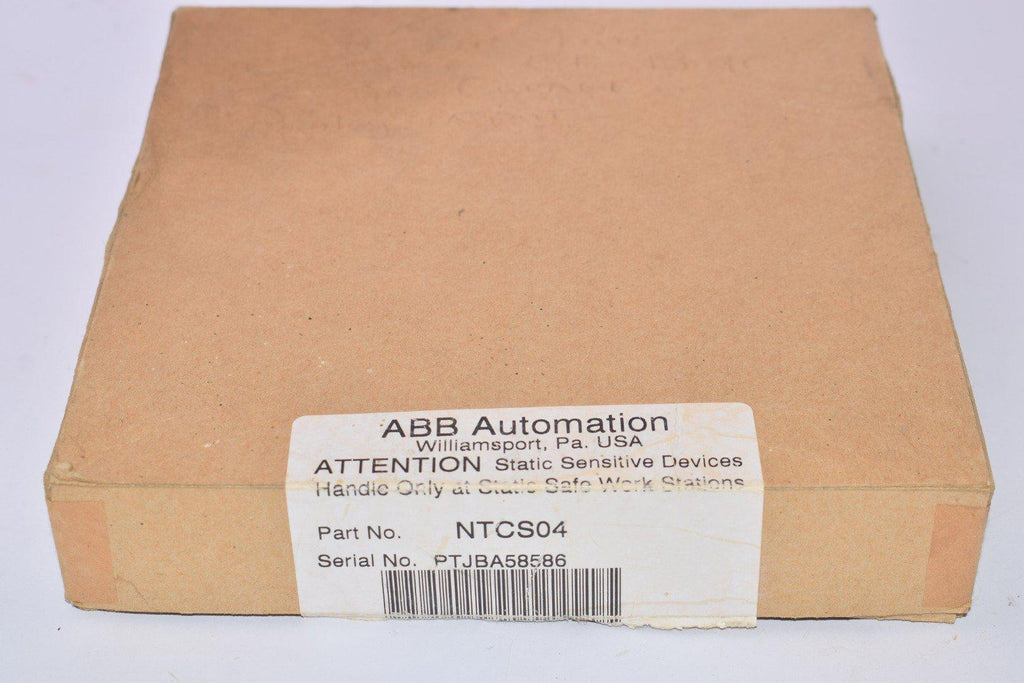 ABB Automation
Williamsport, Pa. USA
ATTENTION Static Sensitive Devices
Handle Only at Static Safe Work Stations
Part No. NTCS04
Serial No. PTJBA58586